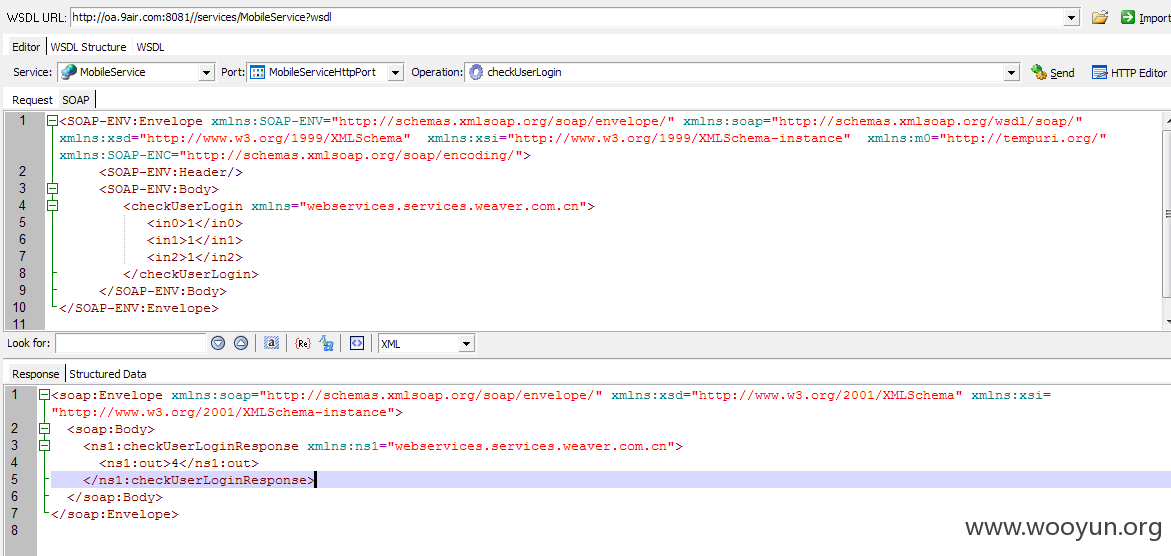 WSDL URL: http://oa.9air.com:8081//services/MobileService?wsdl Import
Editor WSDL Structure WSDL
Service: MobileService Port: MobileServiceHttpPort Operation: checkUserLogin Send HTTP Editor
Request SOAP
1 <SOAP-ENV:Envelope xmlns:SOAP-ENV="http://schemas.xmlsoap.org/soap/envelope/" xmlns:soap="http://schemas.xmlsoap.org/wsdl/soap/"
xmlns:xsd="http://www.w3.org/1999/XMLSchema" xmlns:xsi="http://www.w3.org/1999/XMLSchema-instance" xmlns:m0="http://tempuri.org/"
xmlns:SOAP-ENC="http://schemas.xmlsoap.org/soap/encoding/">
2 <SOAP-ENV:Header/>
3 <SOAP-ENV:Body>
4 <checkUserLogin xmlns="webservices.services.weaver.com.cn">
5 <in0>1</in0>
6 <in1>1</in1>
7 <in2>1</in2>
8 </checkUserLogin>
9 </SOAP-ENV:Body>
10 </SOAP-ENV:Envelope>
11
Look for: a {Re} XML
Response Structured Data
1 <soap:Envelope xmlns:soap="http://schemas.xmlsoap.org/soap/envelope/" xmlns:xsd="http://www.w3.org/2001/XMLSchema" xmlns:xsi=
"http://www.w3.org/2001/XMLSchema-instance">
2 <soap:Body>
3 <ns1:checkUserLoginResponse xmlns:ns1="webservices.services.weaver.com.cn">
4 <ns1:out>4</ns1:out>
5 </ns1:checkUserLoginResponse>
6 </soap:Body>
7 </soap:Envelope>
8
www.wooyun.org